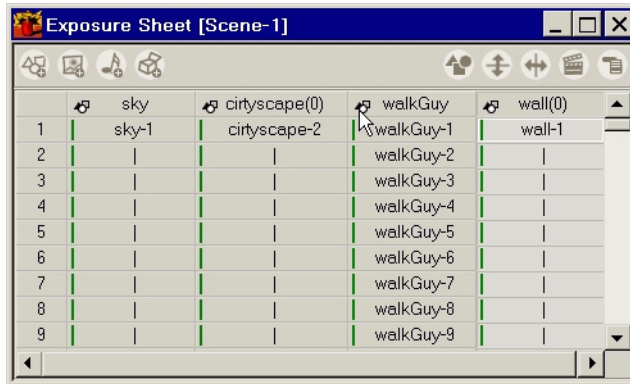 Exposure Sheet [Scene-1]
sky cirtyscape(0) walkGuy wall(0)
1 sky-1 cirtyscape-2 walkGuy-1 wall-1
2 | | walkGuy-2 |
3 | | walkGuy-3 |
4 | | walkGuy-4 |
5 | | walkGuy-5 |
6 | | walkGuy-6 |
7 | | walkGuy-7 |
8 | | walkGuy-8 |
9 | | walkGuy-9 |